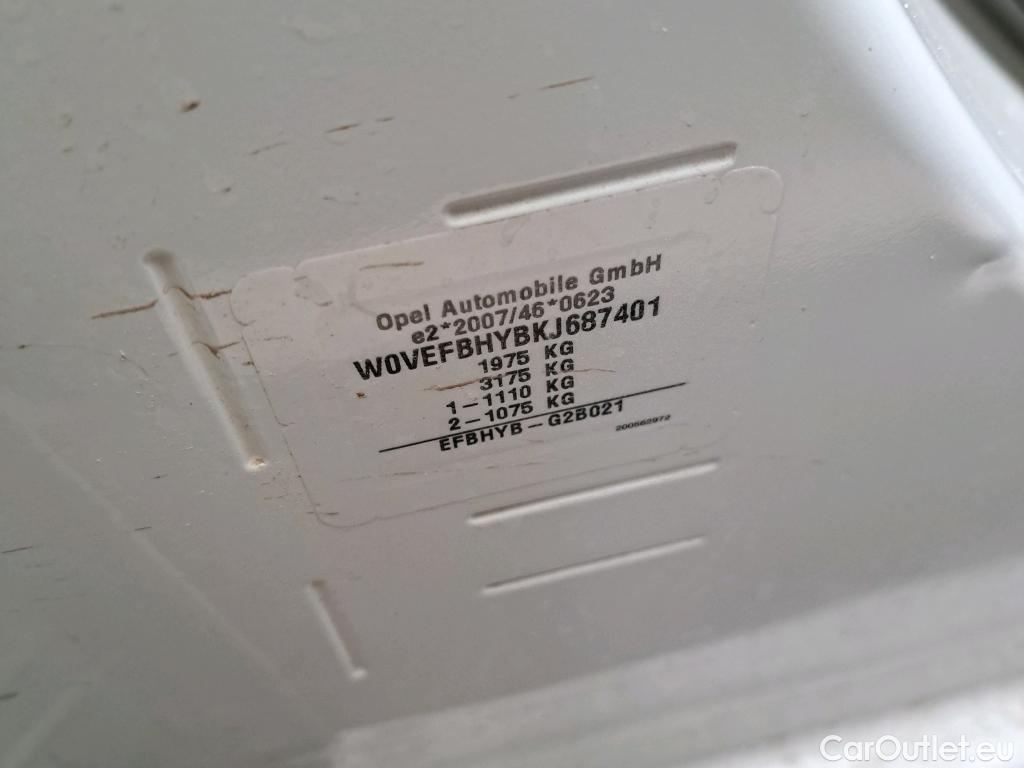 Opel Automobile GmbH
e2*2007/46*0623
W0VEFBHYBKJ687401
1975 KG
3175 KG
1-1110 KG
2-1075 KG
EFBHYB-G2B021
200562972
CarOutlet.eu